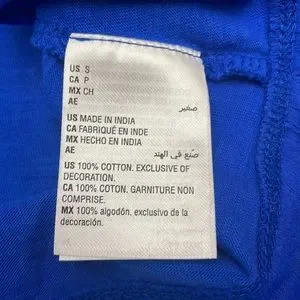 US S
CA P
MX CH
AE صغير
US MADE IN INDIA
CA FABRIQUÉ EN INDE
MX HECHO EN INDIA
AE صنع في الهند
US 100% COTTON. EXCLUSIVE OF
DECORATION.
CA 100% COTON. GARNITURE NON
COMPRISE.
MX 100% algodón. exclusivo de la
decoración.